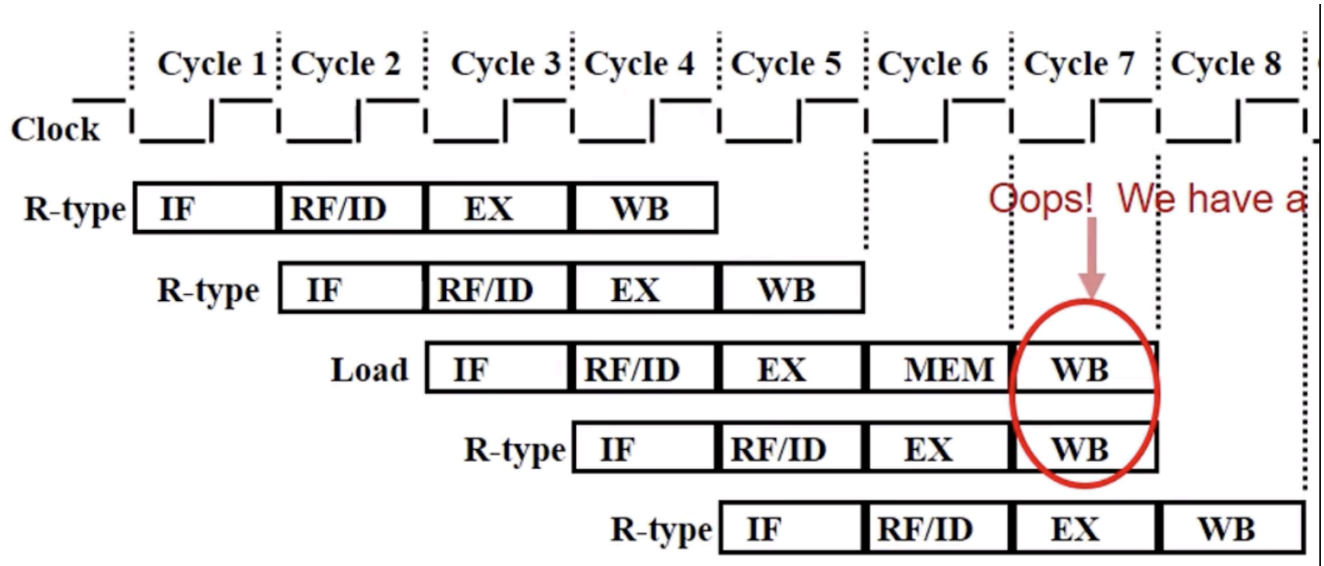 Cycle 1 Cycle 2 Cycle 3 Cycle 4 Cycle 5 Cycle 6 Cycle 7 Cycle 8
Clock
R-type IF RF/ID EX WB
Oops! We have a
R-type IF RF/ID EX WB
Load IF RF/ID EX MEM WB
R-type IF RF/ID EX WB
R-type IF RF/ID EX WB